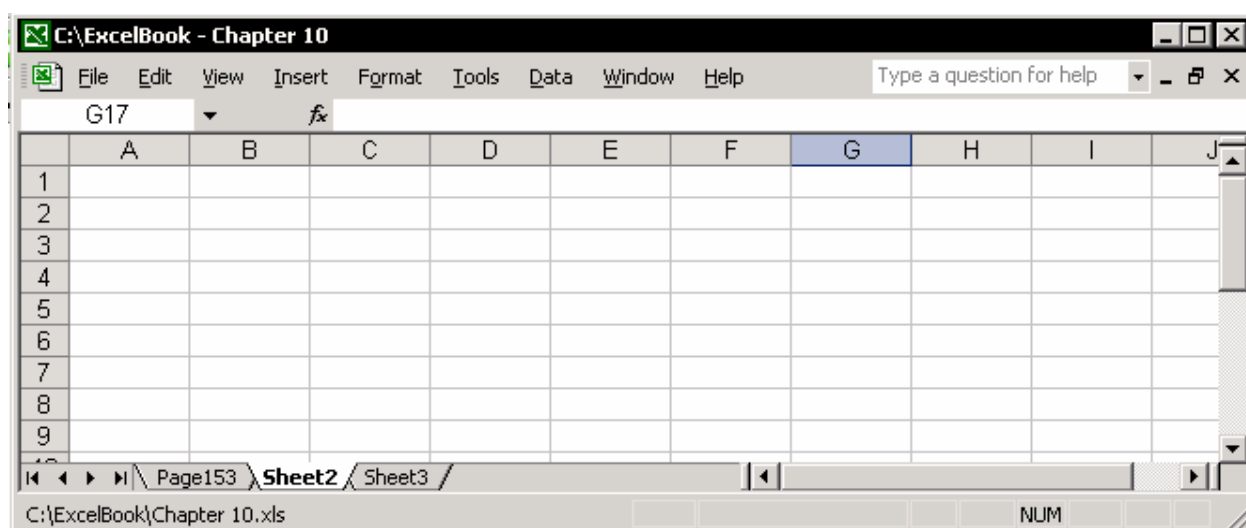 C:\ExcelBook - Chapter 10
File Edit View Insert Format Tools Data Window Help Type a question for help
G17 fx
A B C D E F G H I J
1
2
3
4
5
6
7
8
9
Page153 Sheet2 Sheet3
C:\ExcelBook\Chapter 10.xls NUM